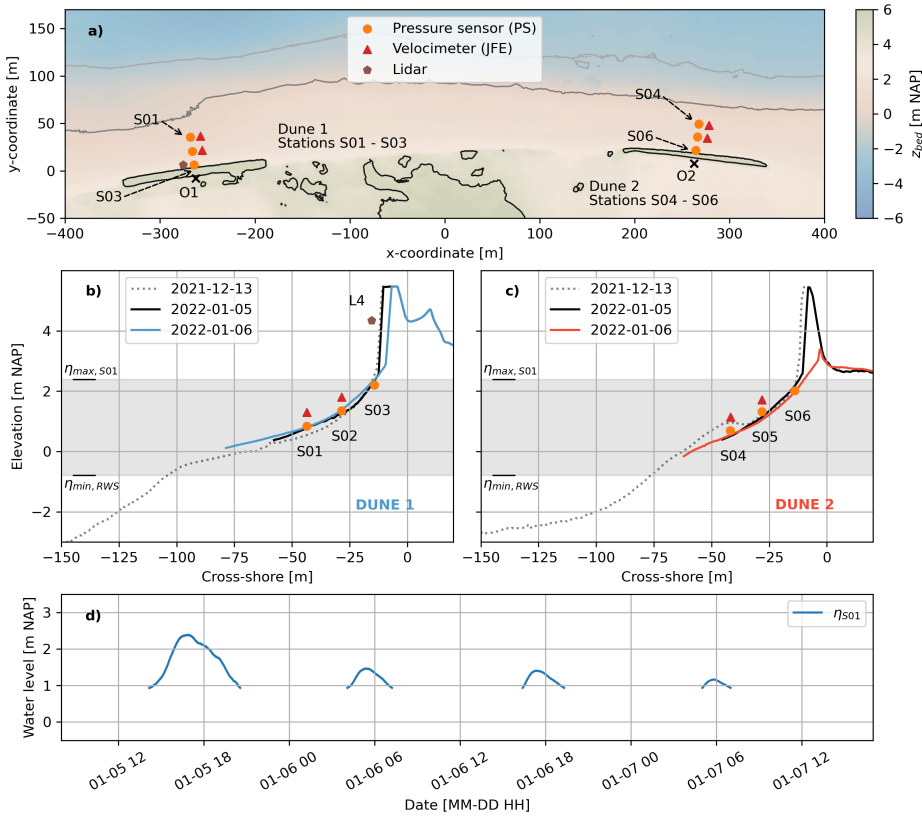 a)
Pressure sensor (PS)
Velocimeter (JFE)
Lidar
S01
S04
S06
Dune 1
Stations S01 - S03
S03
O1
O2
Dune 2
Stations S04 - S06
150
100
50
0
−50
y-coordinate [m]
−400 −300 −200 −100 0 100 200 300 400
x-coordinate [m]
6
4
2
0
−2
−4
−6
z_bed [m NAP]
b)
2021-12-13
2022-01-05
2022-01-06
L4
η_max, S01
S03
S02
S01
η_min, RWS
DUNE 1
4
2
0
−2
Elevation [m NAP]
−150 −125 −100 −75 −50 −25 0
Cross-shore [m]
c)
2021-12-13
2022-01-05
2022-01-06
η_max, S01
S06
S05
S04
η_min, RWS
DUNE 2
−150 −125 −100 −75 −50 −25 0
Cross-shore [m]
d)
η_S01
3
2
1
0
Water level [m NAP]
01-05 12 01-05 18 01-06 00 01-06 06 01-06 12 01-06 18 01-07 00 01-07 06 01-07 12
Date [MM-DD HH]